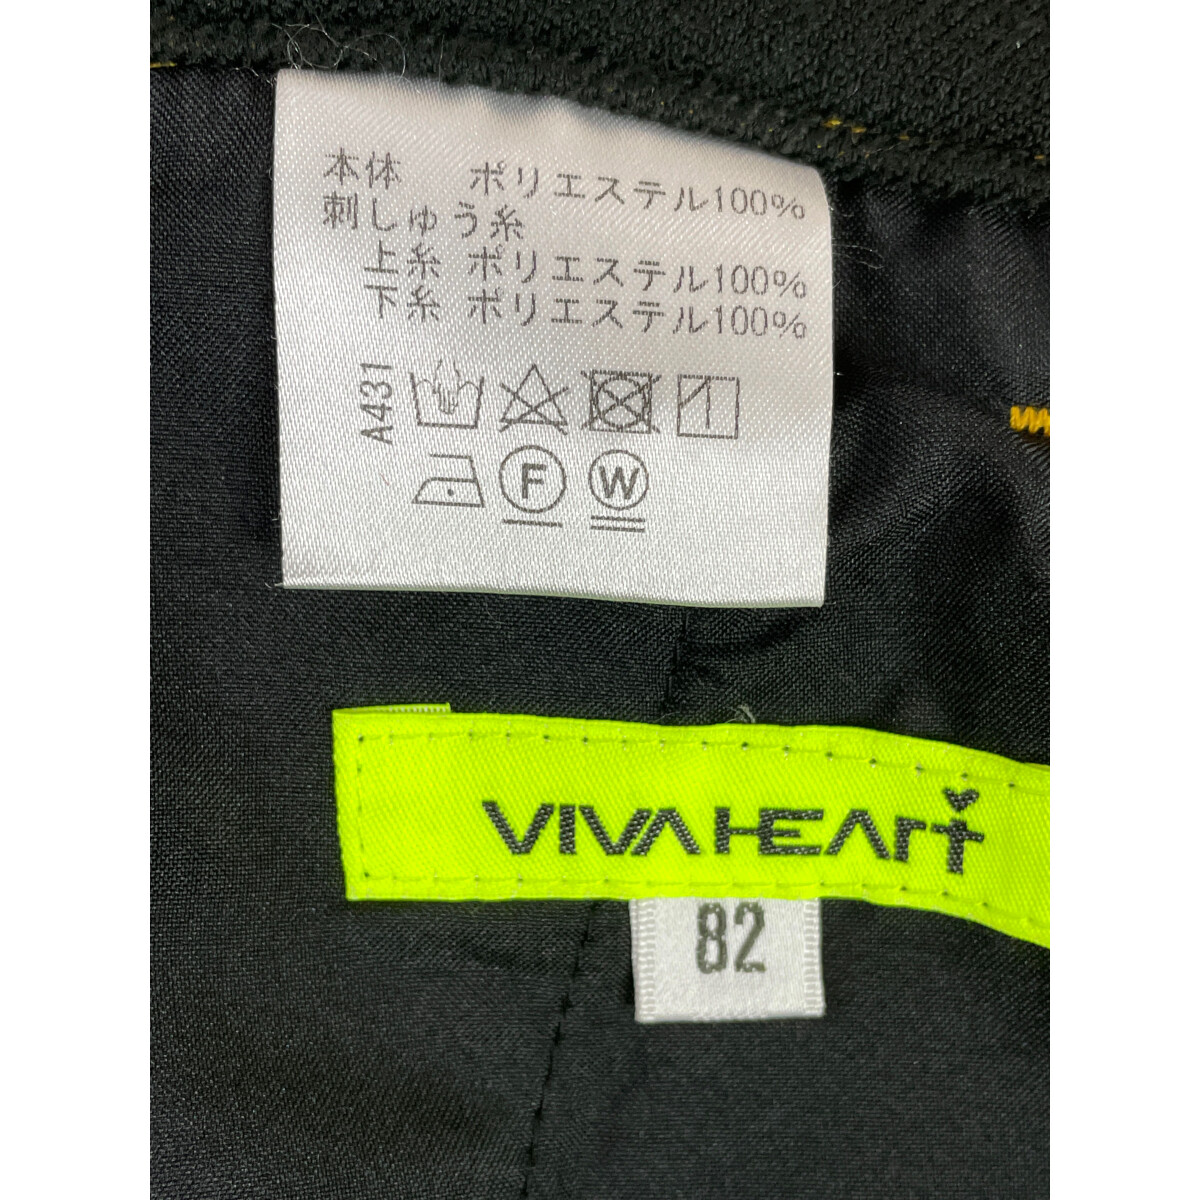 本体 ポリエステル100%
刺しゅう糸
上糸 ポリエステル100%
下糸 ポリエステル100%
A431
F W
VIVAHEArt
82